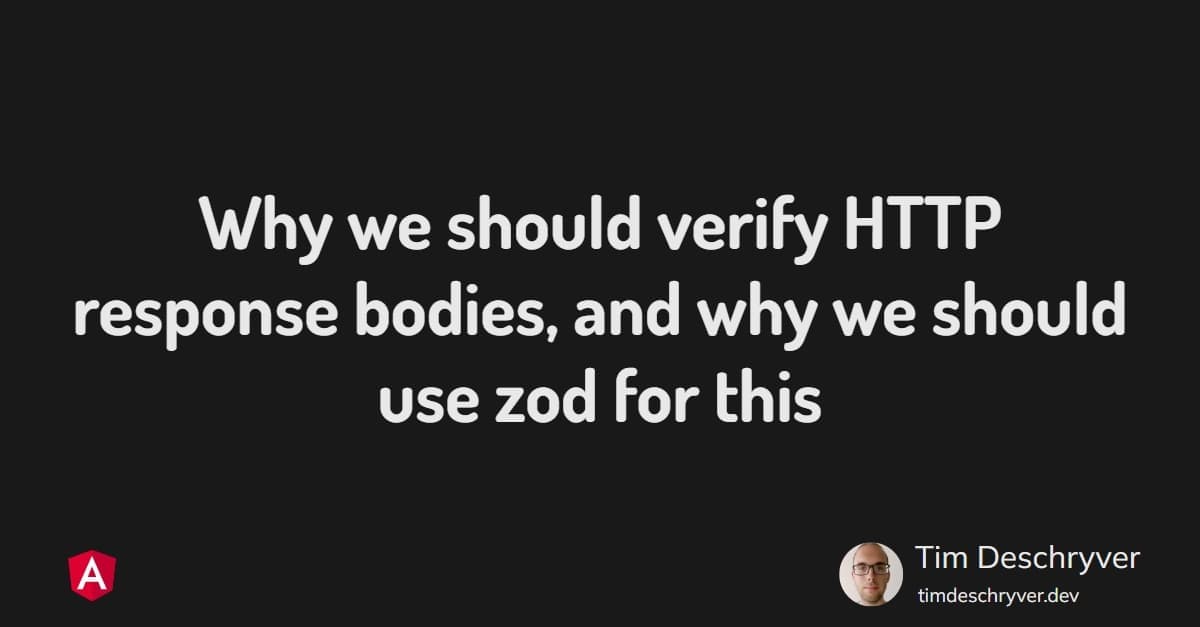 Why we should verify HTTP
response bodies, and why we should
use zod for this
A
Tim Deschryver
timdeschryver.dev